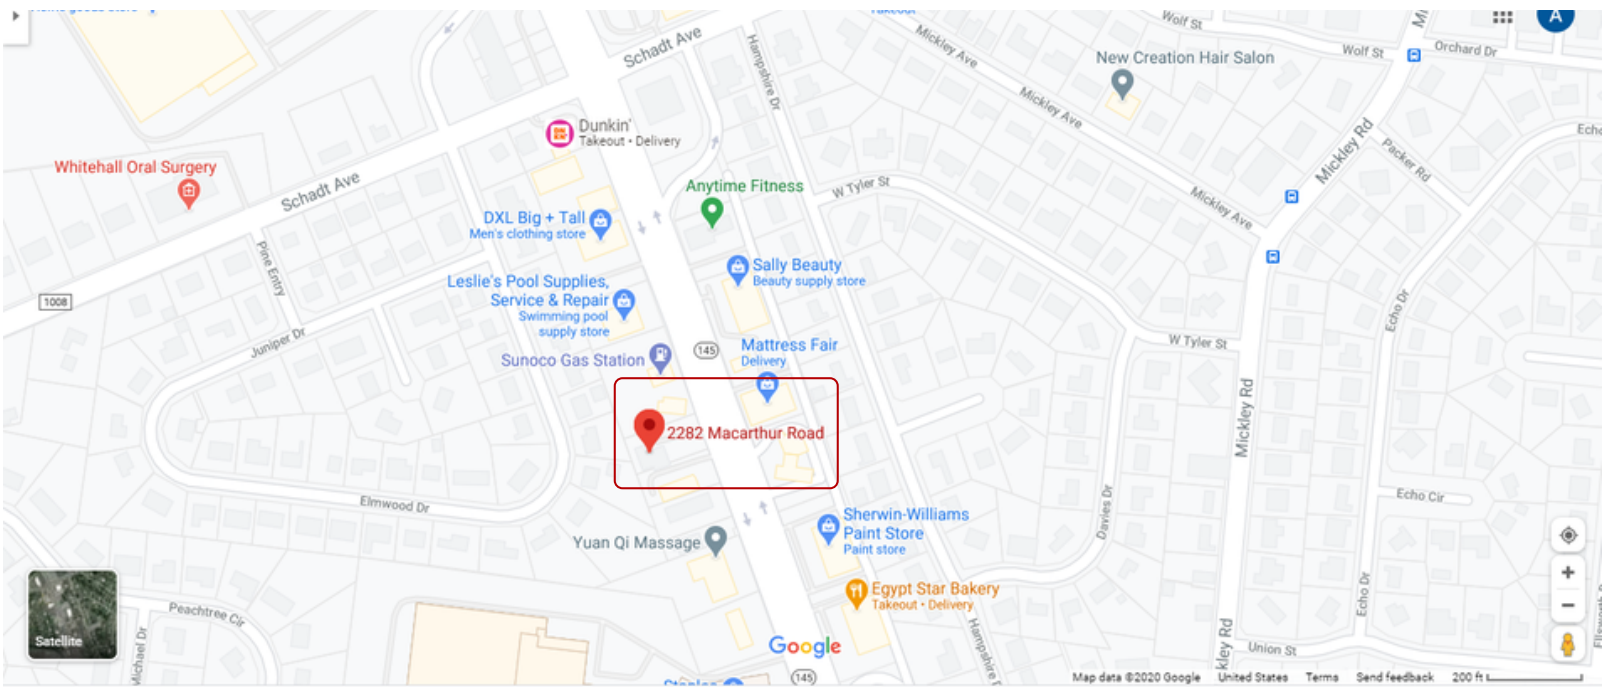 Schadt Ave
Hampshire Dr
Mickley Ave
Wolf St
Takeout
A
Wolf St
Orchard Dr
New Creation Hair Salon
Mickley Ave
Mickley Rd
Packer Rd
Dunkin'
Takeout • Delivery
Whitehall Oral Surgery
Schadt Ave
Anytime Fitness
W Tyler St
Mickley Ave
DXL Big + Tall
Men's clothing store
Pine Entry
Sally Beauty
Beauty supply store
Leslie's Pool Supplies,
Service & Repair
Swimming pool
supply store
1008
Juniper Dr
Echo Dr
W Tyler St
145
Mattress Fair
Delivery
Sunoco Gas Station
Mickley Rd
2282 Macarthur Road
Elmwood Dr
Davies Dr
Echo Cir
Sherwin-Williams
Paint Store
Paint store
Yuan Qi Massage
Egypt Star Bakery
Takeout • Delivery
Echo Dr
Peachtree Cir
Satellite
Michael Dr
Google
Hampshire
145
Union St
Map data ©2020 Google
United States
Terms
Send feedback
200 ft